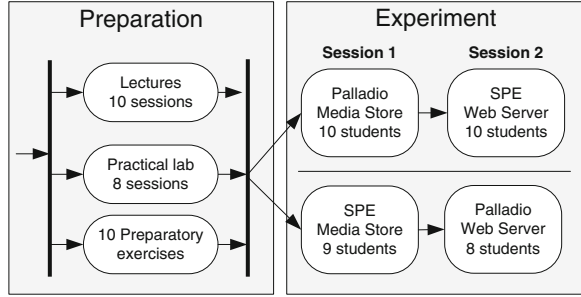 Preparation
Lectures
10 sessions
Practical lab
8 sessions
10 Preparatory
exercises
Experiment
Session 1
Session 2
Palladio
Media Store
10 students
SPE
Web Server
10 students
SPE
Media Store
9 students
Palladio
Web Server
8 students